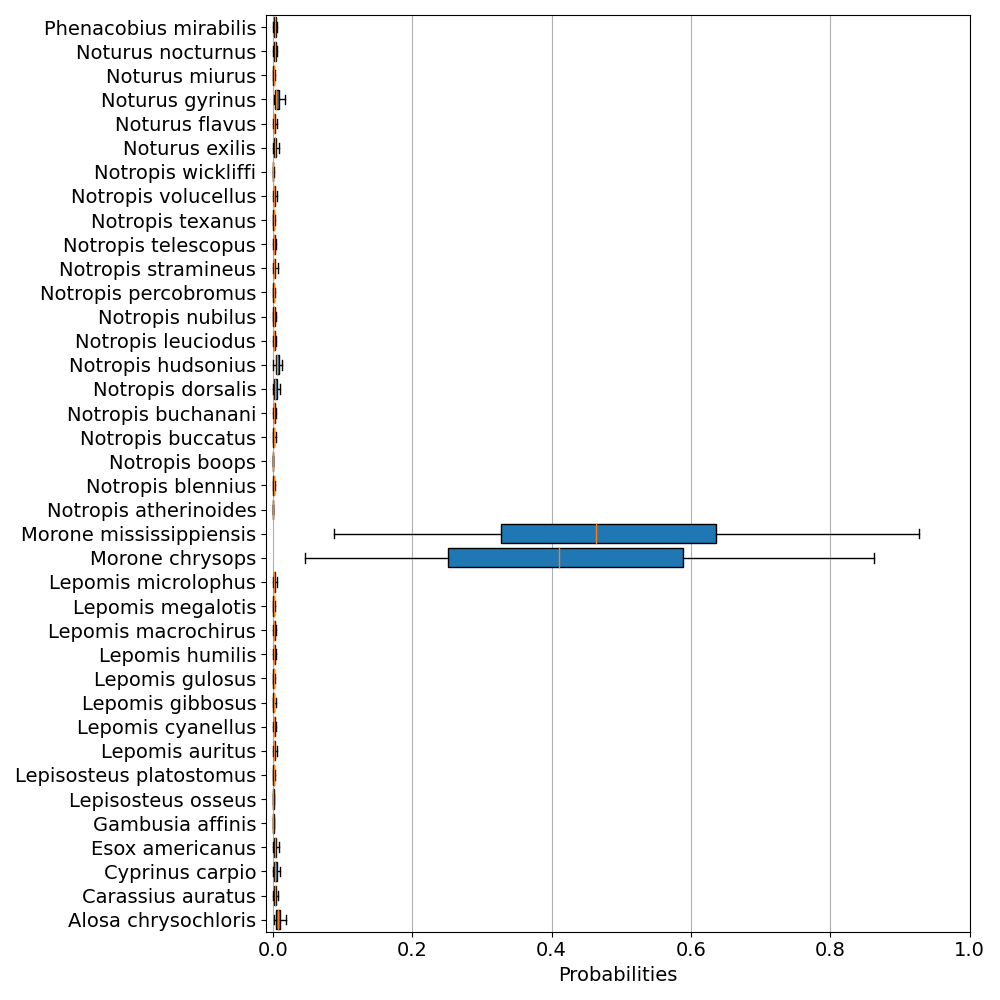 Phenacobius mirabilis
Noturus nocturnus
Noturus miurus
Noturus gyrinus
Noturus flavus
Noturus exilis
Notropis wickliffi
Notropis volucellus
Notropis texanus
Notropis telescopus
Notropis stramineus
Notropis percobromus
Notropis nubilus
Notropis leuciodus
Notropis hudsonius
Notropis dorsalis
Notropis buchanani
Notropis buccatus
Notropis boops
Notropis blennius
Notropis atherinoides
Morone mississippiensis
Morone chrysops
Lepomis microlophus
Lepomis megalotis
Lepomis macrochirus
Lepomis humilis
Lepomis gulosus
Lepomis gibbosus
Lepomis cyanellus
Lepomis auritus
Lepisosteus platostomus
Lepisosteus osseus
Gambusia affinis
Esox americanus
Cyprinus carpio
Carassius auratus
Alosa chrysochloris
0.0 0.2 0.4 0.6 0.8 1.0
Probabilities